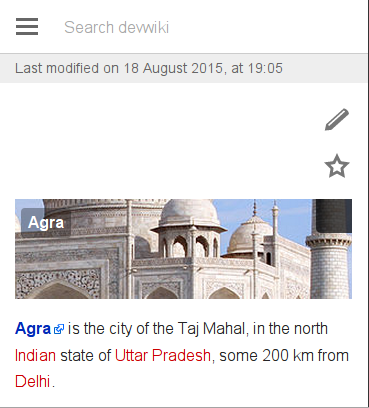 Search devwiki
Last modified on 18 August 2015, at 19:05
Agra
Agra is the city of the Taj Mahal, in the north
Indian state of Uttar Pradesh, some 200 km from
Delhi.